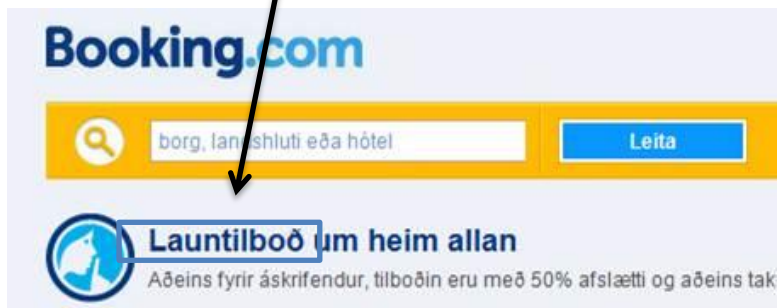 Booking.com
borg, landshluti eða hótel
Leita
Launtilboð um heim allan
Aðeins fyrir áskrifendur, tilboðin eru með 50% afslætti og aðeins tak